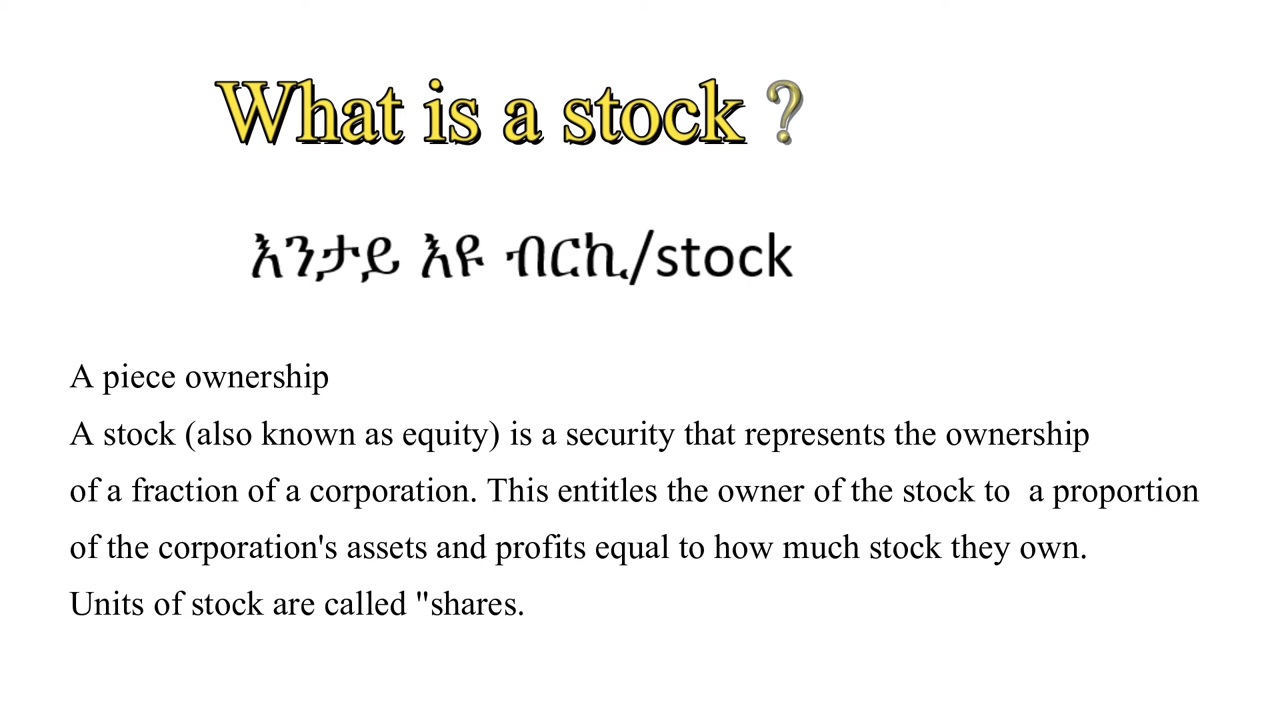 What is a stock ?
እንታይ እዩ ብርኪ/stock
A piece ownership
A stock (also known as equity) is a security that represents the ownership
of a fraction of a corporation. This entitles the owner of the stock to  a proportion
of the corporation's assets and profits equal to how much stock they own.
Units of stock are called "shares.